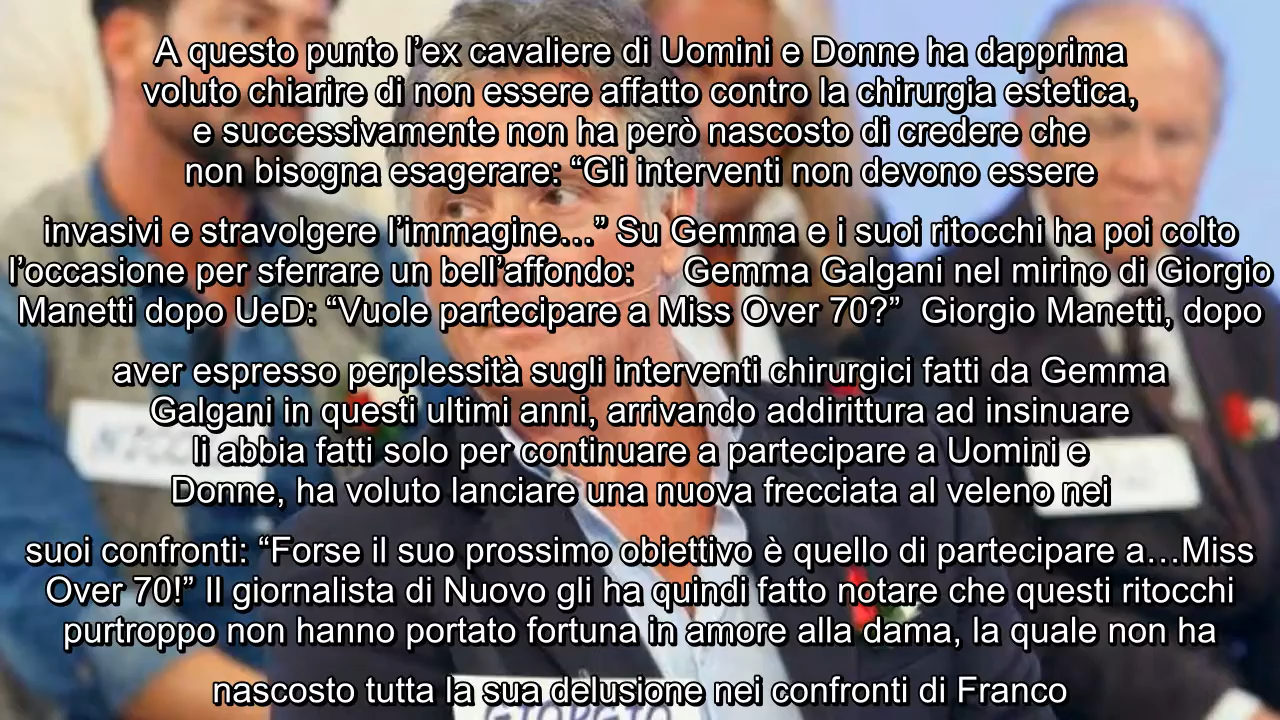 A questo punto l’ex cavaliere di Uomini e Donne ha dapprima
voluto chiarire di non essere affatto contro la chirurgia estetica,
e successivamente non ha però nascosto di credere che
non bisogna esagerare: “Gli interventi non devono essere
invasivi e stravolgere l’immagine…” Su Gemma e i suoi ritocchi ha poi colto
l’occasione per sferrare un bell’affondo: Gemma Galgani nel mirino di Giorgio
Manetti dopo UeD: “Vuole partecipare a Miss Over 70?” Giorgio Manetti, dopo
aver espresso perplessità sugli interventi chirurgici fatti da Gemma
Galgani in questi ultimi anni, arrivando addirittura ad insinuare
li abbia fatti solo per continuare a partecipare a Uomini e
Donne, ha voluto lanciare una nuova frecciata al veleno nei
suoi confronti: “Forse il suo prossimo obiettivo è quello di partecipare a…Miss
Over 70!” Il giornalista di Nuovo gli ha quindi fatto notare che questi ritocchi
purtroppo non hanno portato fortuna in amore alla dama, la quale non ha
nascosto tutta la sua delusione nei confronti di Franco
GIORGIO